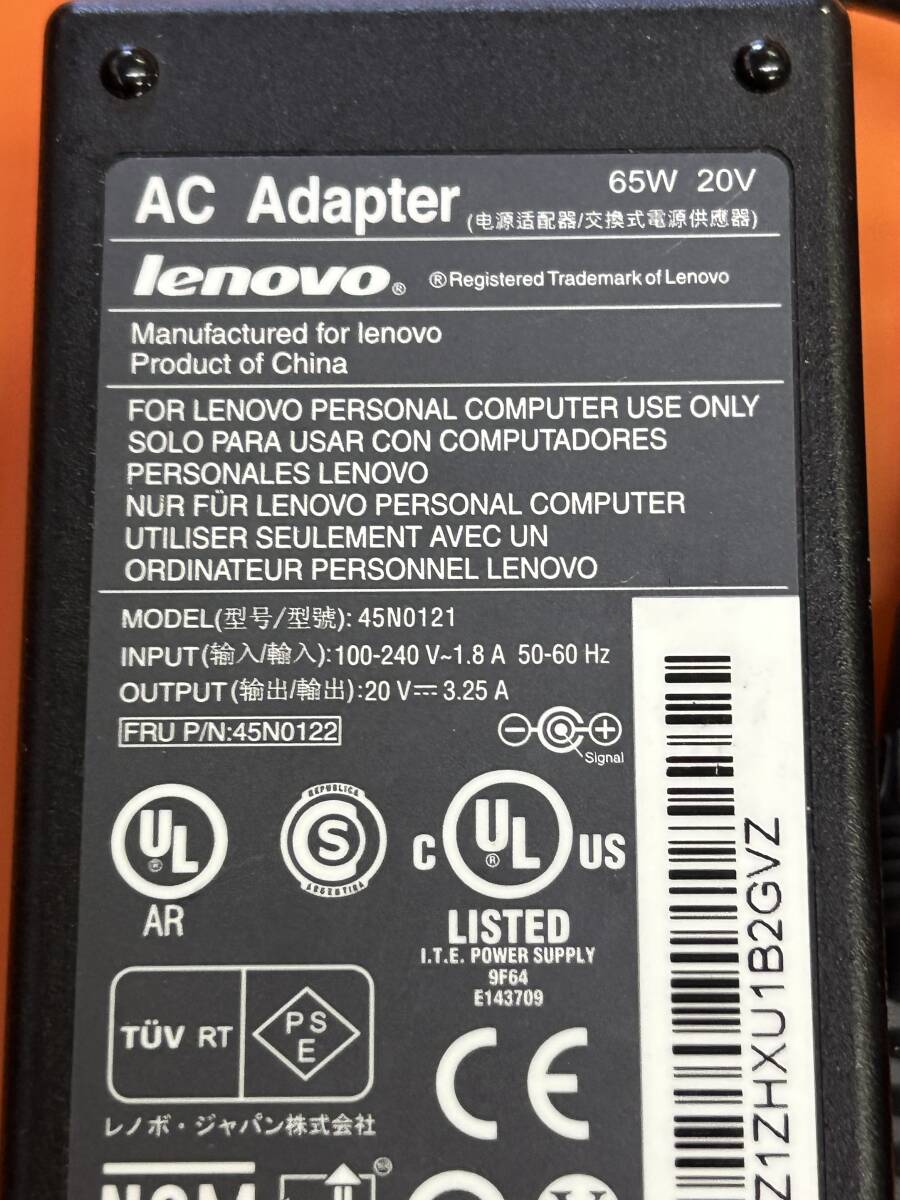 AC Adapter
65W 20V
(电源适配器/交換式電源供應器)
lenovo® ®Registered Trademark of Lenovo
Manufactured for lenovo
Product of China
FOR LENOVO PERSONAL COMPUTER USE ONLY
SOLO PARA USAR CON COMPUTADORES
PERSONALES LENOVO
NUR FÜR LENOVO PERSONAL COMPUTER
UTILISER SEULEMENT AVEC UN
ORDINATEUR PERSONNEL LENOVO
MODEL(型号/型號): 45N0121
INPUT(输入/輸入):100-240 V~1.8 A 50-60 Hz
OUTPUT(输出/輸出):20 V⎓ 3.25 A
FRU P/N:45N0122
Signal
UL®
AR
REPUBLICA
S
ARGENTINA
C UL® US
LISTED
I.T.E. POWER SUPPLY
9F64
E143709
TÜV RT
PS
E
CE
レノボ・ジャパン株式会社
NOM
Z1ZHXU1B2GVZ